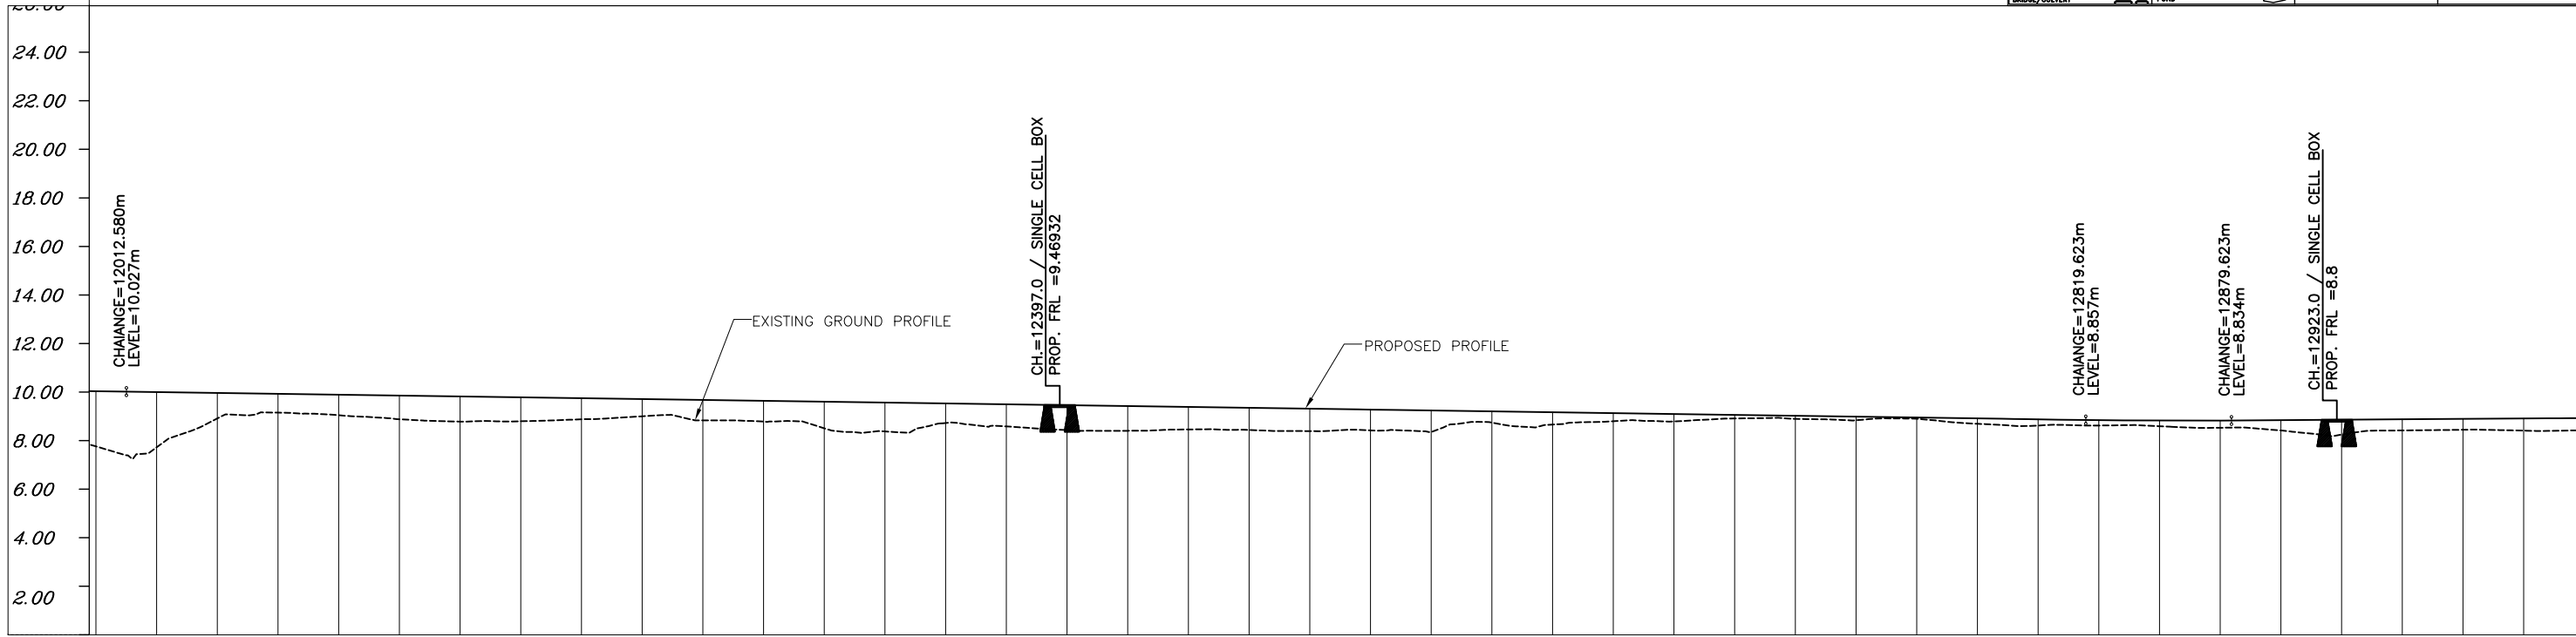 24.00
22.00
20.00
18.00
16.00
14.00
12.00
10.00
8.00
6.00
4.00
2.00
CHAIANGE=12012.580m
LEVEL=10.027m
EXISTING GROUND PROFILE
CH.=12397.0 / SINGLE CELL BOX
PROP. FRL =9.46932
PROPOSED PROFILE
CHAIANGE=12819.623m
LEVEL=8.857m
CHAIANGE=12879.623m
LEVEL=8.834m
CH.=12923.0 / SINGLE CELL BOX
PROP. FRL =8.8